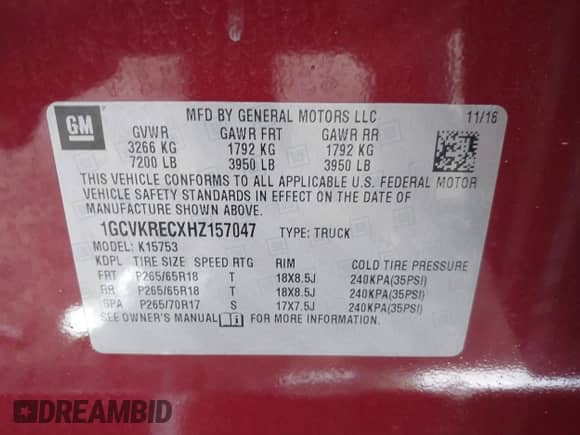 GM
MFD BY GENERAL MOTORS LLC 11/16
GVWR GAWR FRT GAWR RR
3266 KG 1792 KG 1792 KG
7200 LB 3950 LB 3950 LB
THIS VEHICLE CONFORMS TO ALL APPLICABLE U.S. FEDERAL MOTOR
VEHICLE SAFETY STANDARDS IN EFFECT ON THE DATE OF
MANUFACTURE SHOWN ABOVE.
1GCVKRECXHZ157047 TYPE: TRUCK
MODEL: K15753
KDPL TIRE SIZE SPEED RTG RIM COLD TIRE PRESSURE
FRT P265/65R18 T 18X8.5J 240KPA(35PSI)
RR P265/65R18 T 18X8.5J 240KPA(35PSI)
SPA P265/70R17 S 17X7.5J 240KPA(35PSI)
SEE OWNER'S MANUAL FOR MORE INFORMATION.
DREAMBID